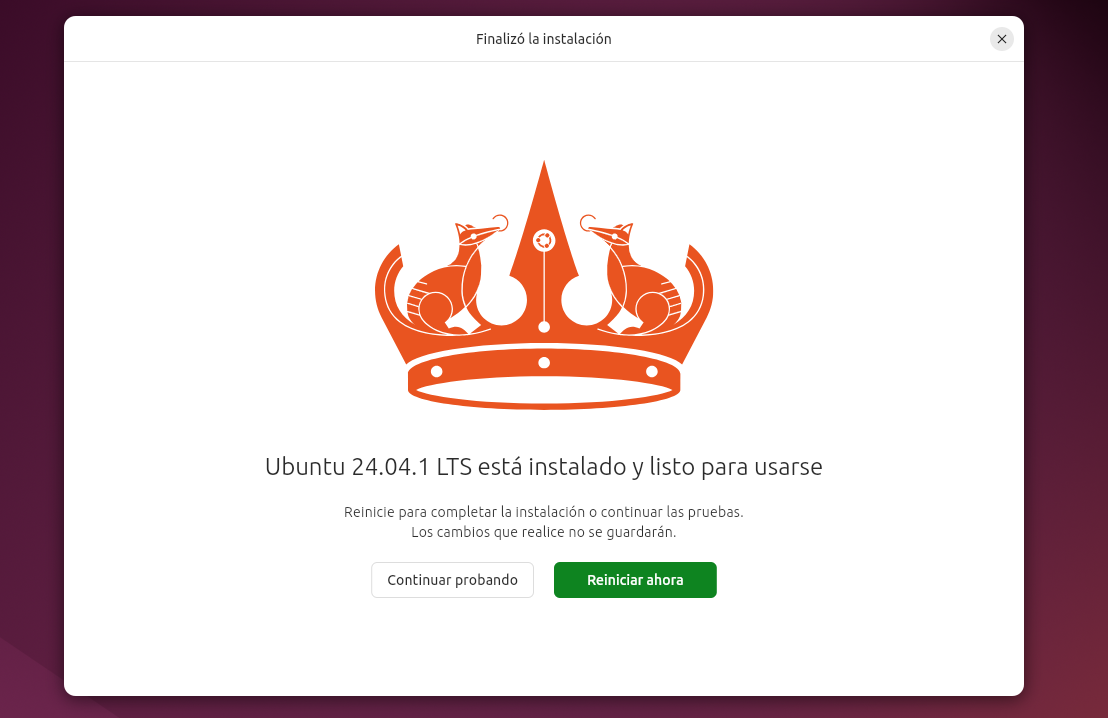 Finalizó la instalación
Ubuntu 24.04.1 LTS está instalado y listo para usarse
Reinicie para completar la instalación o continuar las pruebas.
Los cambios que realice no se guardarán.
Continuar probando
Reiniciar ahora